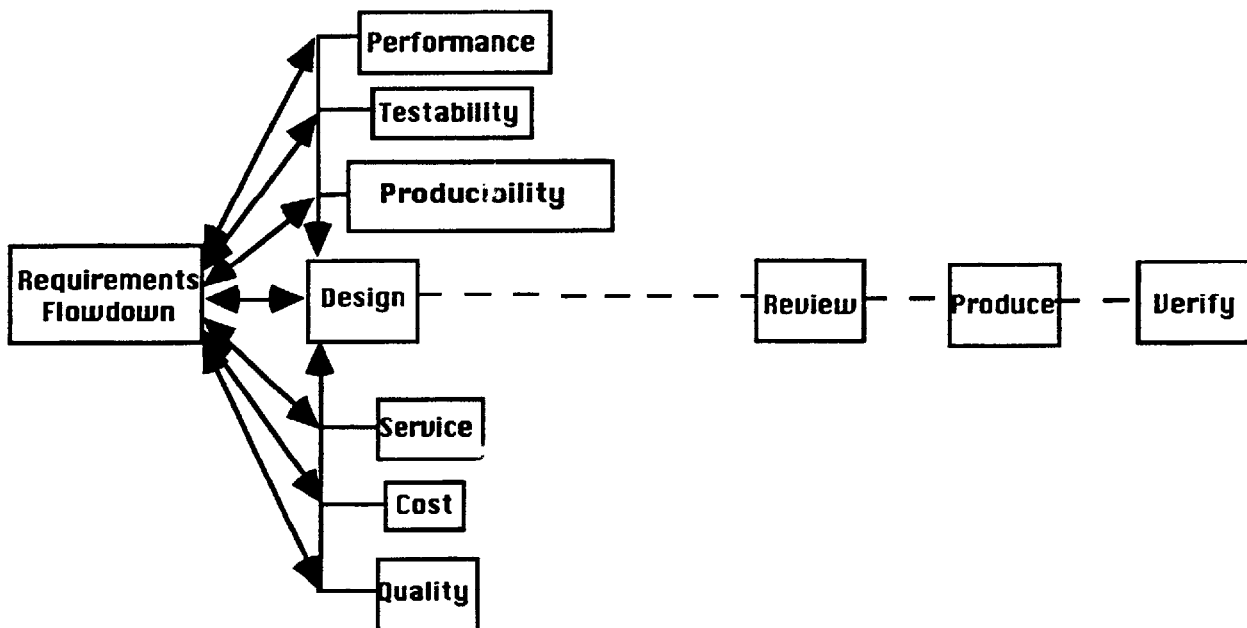 Performance
Testability
Producibility
Requirements
Flowdown
Design
Review
Produce
Verify
Service
Cost
Quality